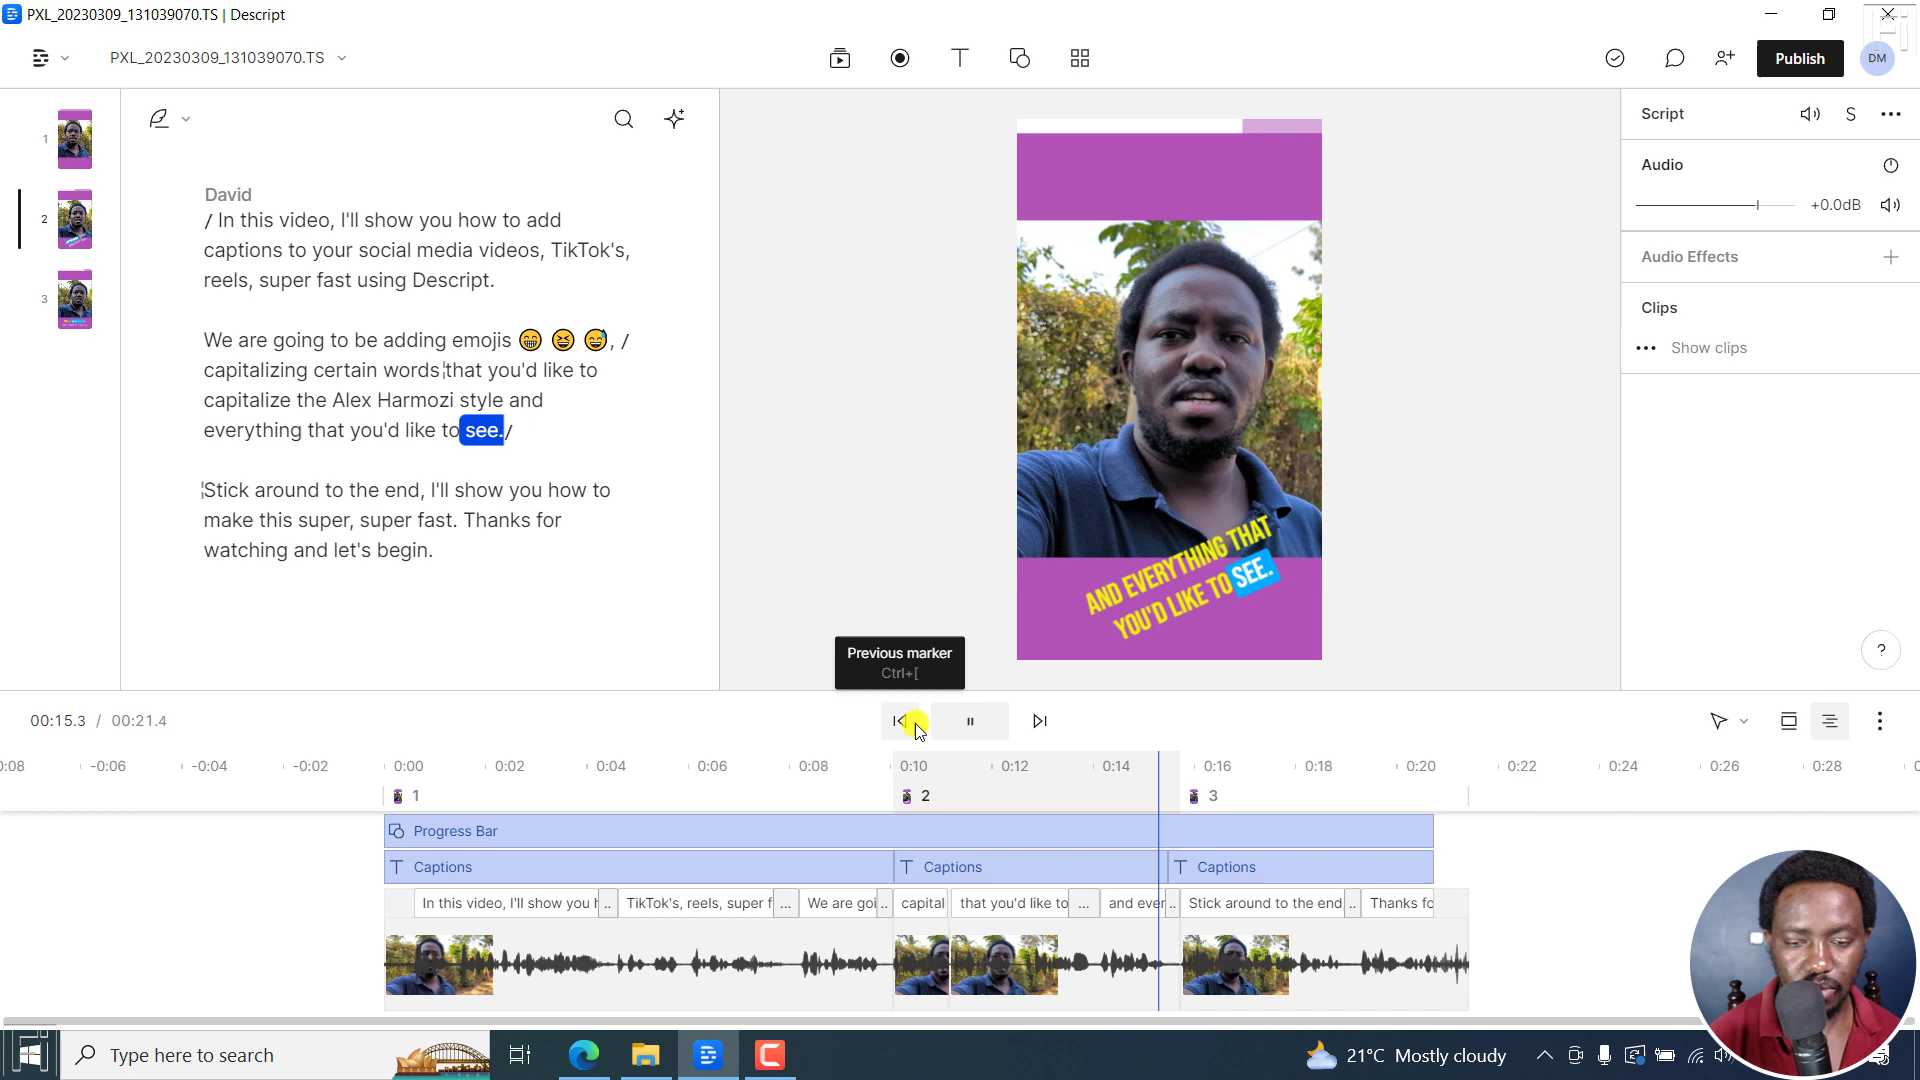 PXL_20230309_131039070.TS | Descript
PXL_20230309_131039070.TS
Publish
DM
1
2
3
David
/ In this video, I'll show you how to add
captions to your social media videos, TikTok's,
reels, super fast using Descript.
We are going to be adding emojis 😁 😆 😅, /
capitalizing certain words ¦that you'd like to
capitalize the Alex Harmozi style and
everything that you'd like to see./
¦Stick around to the end, I'll show you how to
make this super, super fast. Thanks for
watching and let's begin.
AND EVERYTHING THAT
YOU'D LIKE TO SEE.
Script
S
Audio
+0.0dB
Audio Effects
Clips
Show clips
?
Previous marker
Ctrl+[
00:15.3 / 00:21.4
0:08 -0:06 -0:04 -0:02 0:00 0:02 0:04 0:06 0:08 0:10 0:12 0:14 0:16 0:18 0:20 0:22 0:24 0:26 0:28
1 2 3
Progress Bar
Captions Captions Captions
In this video, I'll show you h .. TikTok's, reels, super f ... We are goi .. capital that you'd like to ... and ever .. Stick around to the end, .. Thanks fo
Type here to search
21°C Mostly cloudy